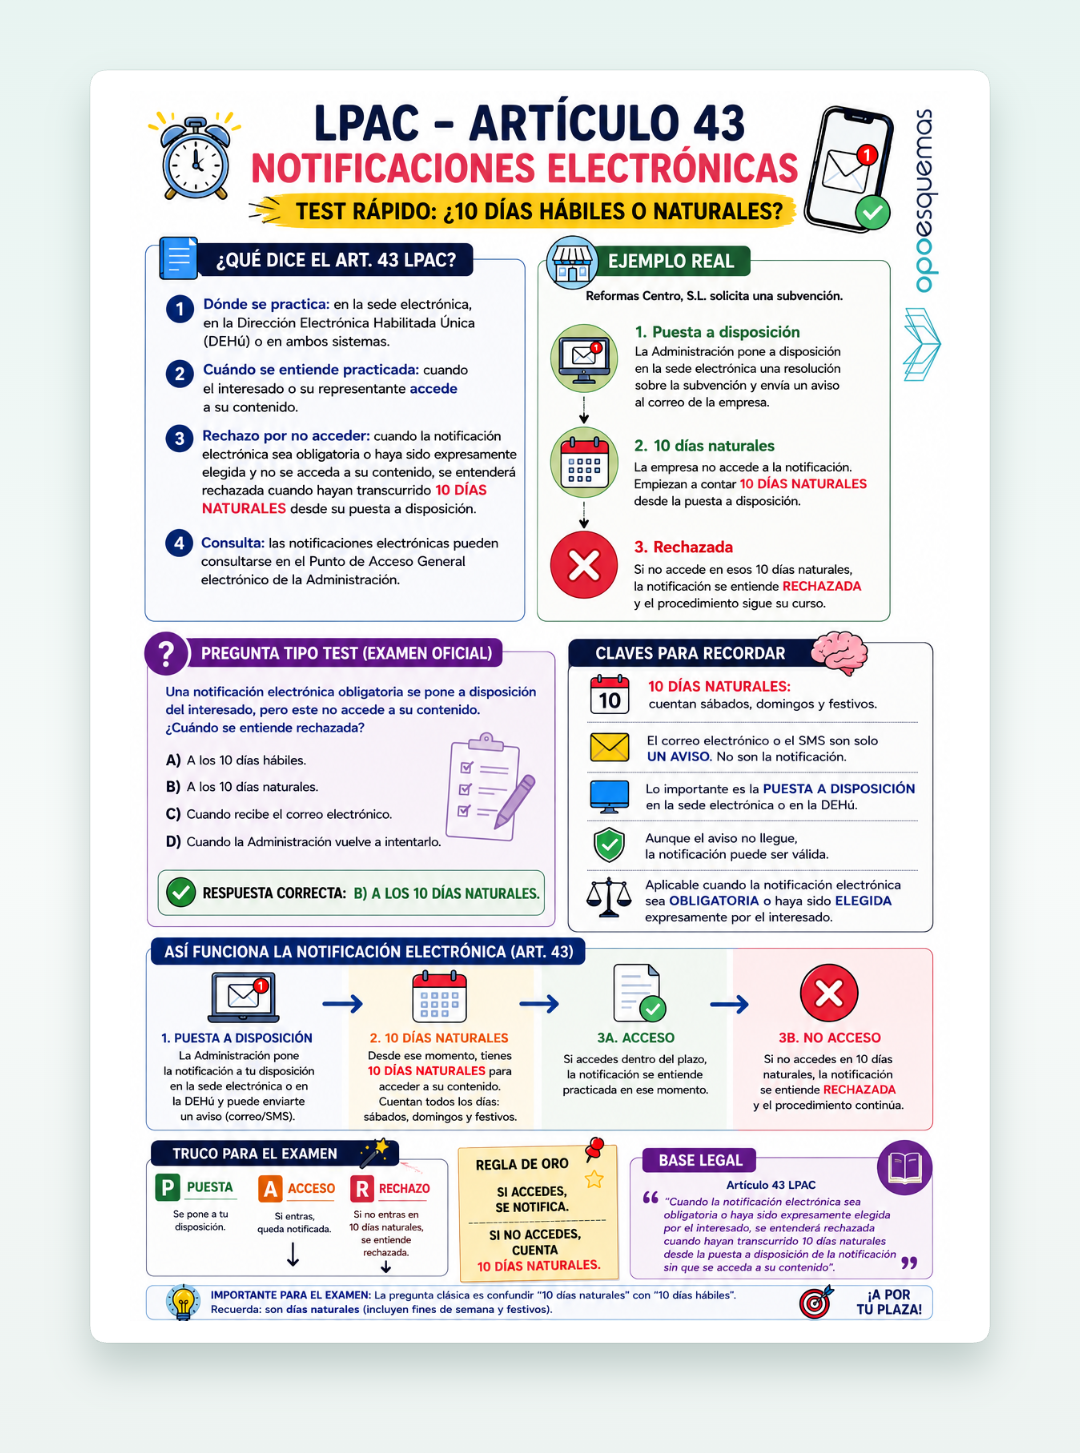 LPAC – ARTÍCULO 43
NOTIFICACIONES ELECTRÓNICAS
TEST RÁPIDO: ¿10 DÍAS HÁBILES O NATURALES?
1
opoesquemas
¿QUÉ DICE EL ART. 43 LPAC?
1
Dónde se practica: en la sede electrónica,
en la Dirección Electrónica Habilitada Única
(DEHú) o en ambos sistemas.
2
Cuándo se entiende practicada: cuando
el interesado o su representante accede
a su contenido.
3
Rechazo por no acceder: cuando la notificación
electrónica sea obligatoria o haya sido expresamente
elegida y no se acceda a su contenido, se entenderá
rechazada cuando hayan transcurrido 10 DÍAS
NATURALES desde su puesta a disposición.
4
Consulta: las notificaciones electrónicas pueden
consultarse en el Punto de Acceso General
electrónico de la Administración.
EJEMPLO REAL
Reformas Centro, S.L. solicita una subvención.
1
1. Puesta a disposición
La Administración pone a disposición
en la sede electrónica una resolución
sobre la subvención y envía un aviso
al correo de la empresa.
2. 10 días naturales
La empresa no accede a la notificación.
Empiezan a contar 10 DÍAS NATURALES
desde la puesta a disposición.
3. Rechazada
Si no accede en esos 10 días naturales,
la notificación se entiende RECHAZADA
y el procedimiento sigue su curso.
?
PREGUNTA TIPO TEST (EXAMEN OFICIAL)
Una notificación electrónica obligatoria se pone a disposición
del interesado, pero este no accede a su contenido.
¿Cuándo se entiende rechazada?
A) A los 10 días hábiles.
B) A los 10 días naturales.
C) Cuando recibe el correo electrónico.
D) Cuando la Administración vuelve a intentarlo.
RESPUESTA CORRECTA: B) A LOS 10 DÍAS NATURALES.
CLAVES PARA RECORDAR
10
10 DÍAS NATURALES:
cuentan sábados, domingos y festivos.
El correo electrónico o el SMS son solo
UN AVISO. No son la notificación.
Lo importante es la PUESTA A DISPOSICIÓN
en la sede electrónica o en la DEHú.
Aunque el aviso no llegue,
la notificación puede ser válida.
Aplicable cuando la notificación electrónica
sea OBLIGATORIA o haya sido ELEGIDA
expresamente por el interesado.
ASÍ FUNCIONA LA NOTIFICACIÓN ELECTRÓNICA (ART. 43)
1
1. PUESTA A DISPOSICIÓN
La Administración pone
la notificación a tu disposición
en la sede electrónica o en
la DEHú y puede enviarte
un aviso (correo/SMS).
2. 10 DÍAS NATURALES
Desde ese momento, tienes
10 DÍAS NATURALES para
acceder a su contenido.
Cuentan todos los días:
sábados, domingos y festivos.
3A. ACCESO
Si accedes dentro del plazo,
la notificación se entiende
practicada en ese momento.
3B. NO ACCESO
Si no accedes en 10 días
naturales, la notificación
se entiende RECHAZADA
y el procedimiento continúa.
TRUCO PARA EL EXAMEN
P PUESTA
Se pone a tu
disposición.
A ACCESO
Si entras,
queda notificada.
R RECHAZO
Si no entras en
10 días naturales,
se entiende
rechazada.
REGLA DE ORO
SI ACCEDES,
SE NOTIFICA.
SI NO ACCEDES,
CUENTA
10 DÍAS NATURALES.
BASE LEGAL
Artículo 43 LPAC
“Cuando la notificación electrónica sea
obligatoria o haya sido expresamente elegida
por el interesado, se entenderá rechazada
cuando hayan transcurrido 10 días naturales
desde la puesta a disposición de la notificación
sin que se acceda a su contenido”.
IMPORTANTE PARA EL EXAMEN: La pregunta clásica es confundir “10 días naturales” con “10 días hábiles”.
Recuerda: son días naturales (incluyen fines de semana y festivos).
¡A POR
TU PLAZA!